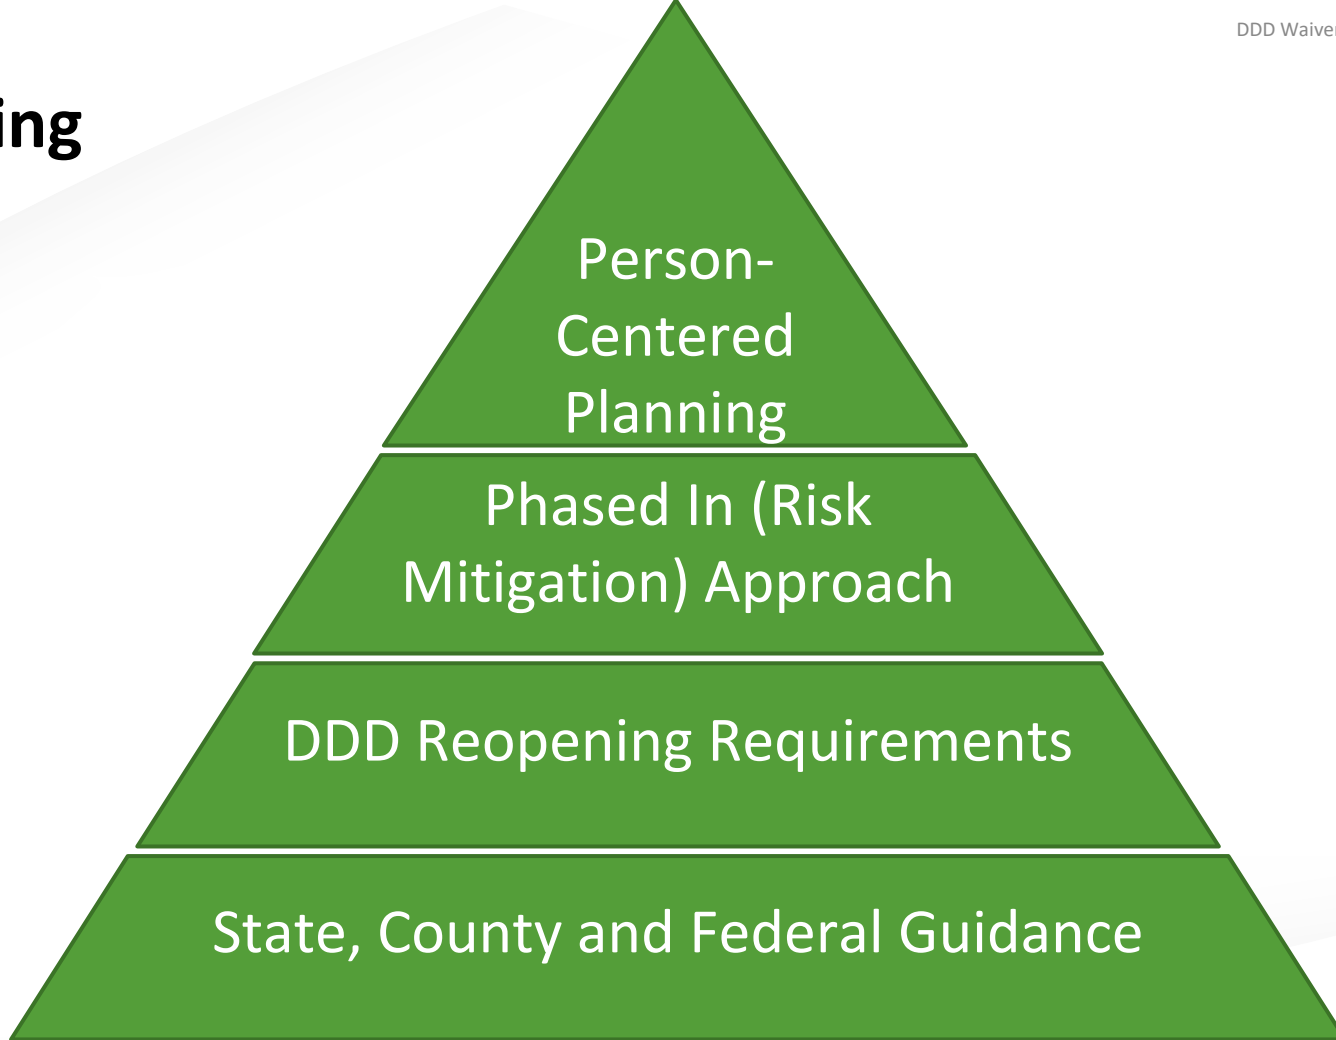 DDD Waiver
ing
Person-
Centered
Planning
Phased In (Risk
Mitigation) Approach
DDD Reopening Requirements
State, County and Federal Guidance